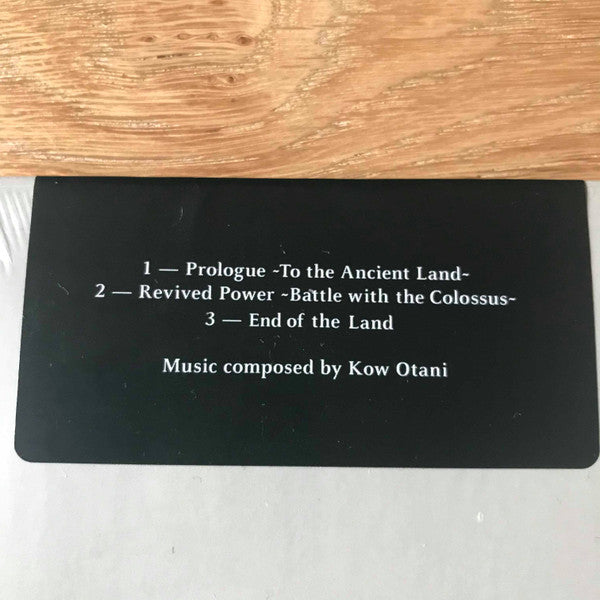 1 — Prologue ~To the Ancient Land~
2 — Revived Power ~Battle with the Colossus~
3 — End of the Land
Music composed by Kow Otani